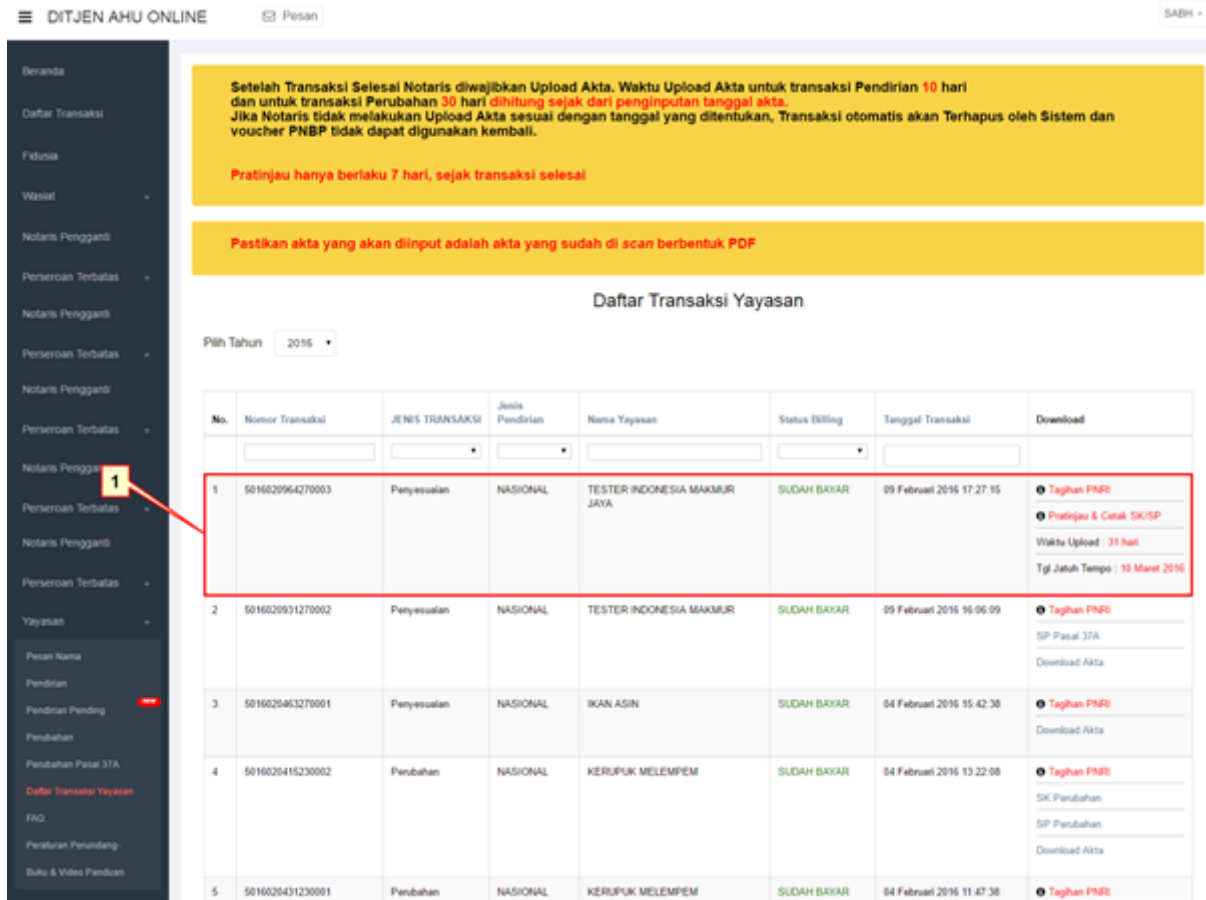 DITJEN AHU ONLINE
Pesan
SABH
Beranda
Daftar Transaksi
Fidusia
Wasiat +
Notaris Pengganti
Perseroan Terbatas +
Notaris Pengganti
Perseroan Terbatas +
Notaris Pengganti
Perseroan Terbatas +
Notaris Pengganti
Perseroan Terbatas +
Notaris Pengganti
Perseroan Terbatas +
Yayasan +
Pesan Nama
Pendirian
Pendirian Pending new
Perubahan
Perubahan Pasal 37A
Daftar Transaksi Yayasan
FAQ
Peraturan Perundang-
Buku & Video Panduan
1
Setelah Transaksi Selesai Notaris diwajibkan Upload Akta. Waktu Upload Akta untuk transaksi Pendirian 10 hari
dan untuk transaksi Perubahan 30 hari dihitung sejak dari penginputan tanggal akta.
Jika Notaris tidak melakukan Upload Akta sesuai dengan tanggal yang ditentukan, Transaksi otomatis akan Terhapus oleh Sistem dan
voucher PNBP tidak dapat digunakan kembali.
Pratinjau hanya berlaku 7 hari, sejak transaksi selesai
Pastikan akta yang akan diinput adalah akta yang sudah di scan berbentuk PDF
Daftar Transaksi Yayasan
Pilih Tahun 2016
No. Nomor Transaksi JENIS TRANSAKSI Jenis Pendirian Nama Yayasan Status Billing Tanggal Transaksi Download
1 5016020964270003 Penyesuaian NASIONAL TESTER INDONESIA MAKMUR JAYA SUDAH BAYAR 09 Februari 2016 17:27:15 Tagihan PNRI
Pratinjau & Cetak SK/SP
Waktu Upload : 31 hari
Tgl Jatuh Tempo : 10 Maret 2016
2 5016020931270002 Penyesuaian NASIONAL TESTER INDONESIA MAKMUR SUDAH BAYAR 09 Februari 2016 16:06:09 Tagihan PNRI
SP Pasal 37A
Download Akta
3 5016020463270001 Penyesuaian NASIONAL IKAN ASIN SUDAH BAYAR 04 Februari 2016 15:42:38 Tagihan PNRI
Download Akta
4 5016020415230002 Perubahan NASIONAL KERUPUK MELEMPEM SUDAH BAYAR 04 Februari 2016 13:22:08 Tagihan PNRI
SK Perubahan
SP Perubahan
Download Akta
5 5016020431230001 Perubahan NASIONAL KERUPUK MELEMPEM SUDAH BAYAR 04 Februari 2016 11:47:38 Tagihan PNRI